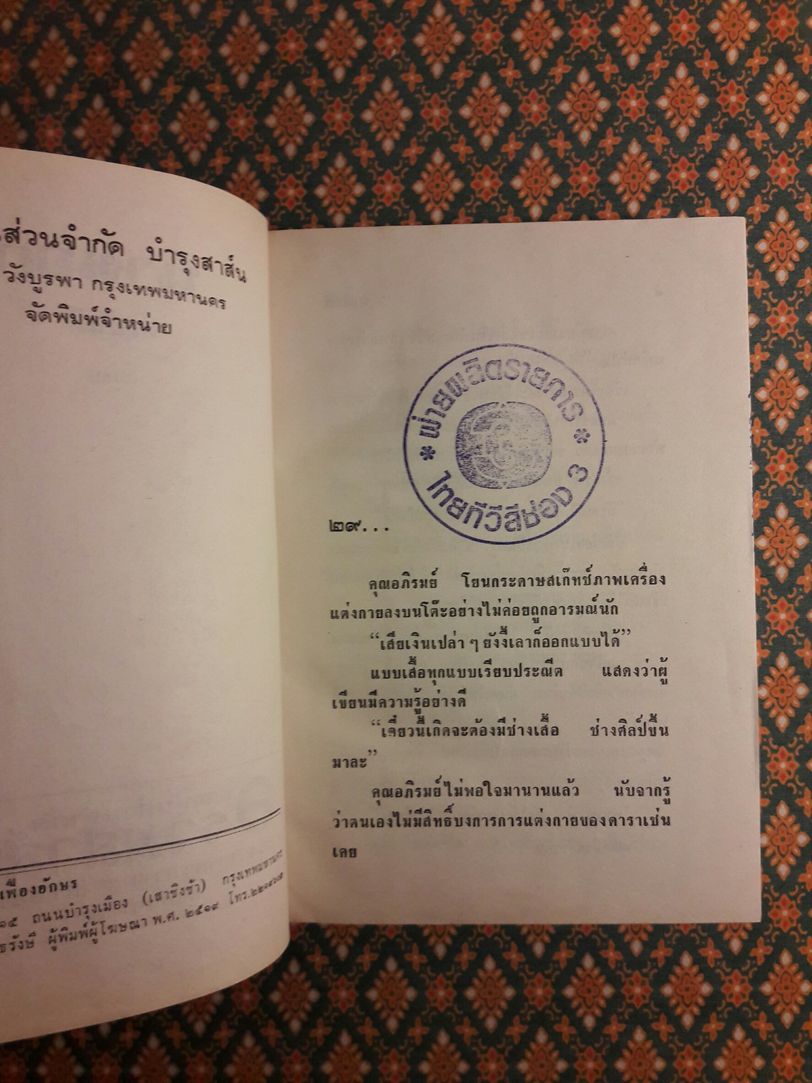 ส่วนจำกัด บำรุงสาส์น
วังบูรพา กรุงเทพมหานคร
จัดพิมพ์จำหน่าย
เฟื่องอักษร
๑๕ ถนนบำรุงเมือง (เสาชิงช้า) กรุงเทพมหานคร
ผู้พิมพ์ผู้โฆษณา พ.ศ. ๒๕๑๙ โทร.
ฝ่ายผลิตรายการ
ไทยทีวีสีช่อง 3
๒๙...
คุณอภิรมย์ โยนกระดาษสเก๊ทช์ภาพเครื่อง
แต่งกายลงบนโต๊ะอย่างไม่ค่อยถูกอารมณ์นัก
“เสียเงินเปล่า ๆ ยังงี้เลาก็ออกแบบได้”
แบบเสื้อทุกแบบเรียบประณีต แสดงว่าผู้
เขียนมีความรู้อย่างดี
“เดี๋ยวนี้เกิดจะต้องมีช่างเสื้อ ช่างศิลป์ขึ้น
มาละ”
คุณอภิรมย์ไม่พอใจมานานแล้ว นับจากรู้
ว่าตนเองไม่มีสิทธิ์บงการการแต่งกายของดาราเช่น
เคย